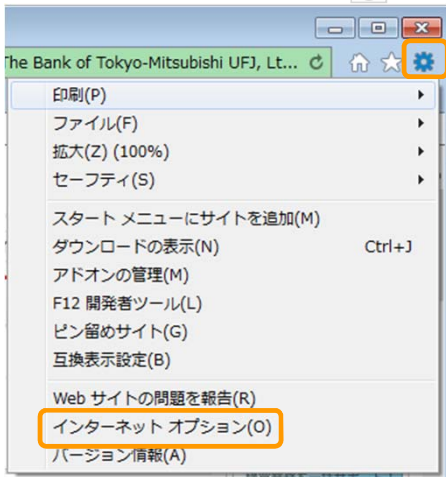 The Bank of Tokyo-Mitsubishi UFJ, Lt...
印刷(P)
ファイル(F)
拡大(Z) (100%)
セーフティ(S)
スタート メニューにサイトを追加(M)
ダウンロードの表示(N) Ctrl+J
アドオンの管理(M)
F12 開発者ツール(L)
ピン留めサイト(G)
互換表示設定(B)
Web サイトの問題を報告(R)
インターネット オプション(O)
バージョン情報(A)